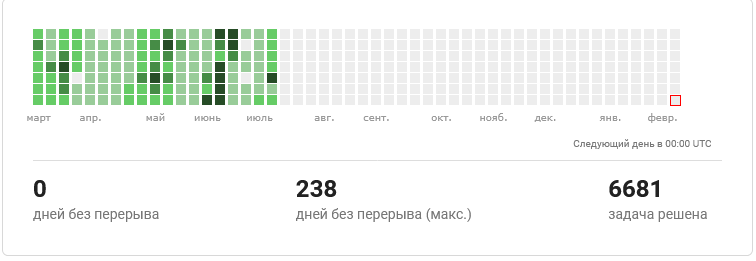 март апр. май июнь июль авг. сент. окт. нояб. дек. янв. февр.
Следующий день в 00:00 UTC
0 238 6681
дней без перерыва дней без перерыва (макс.) задача решена